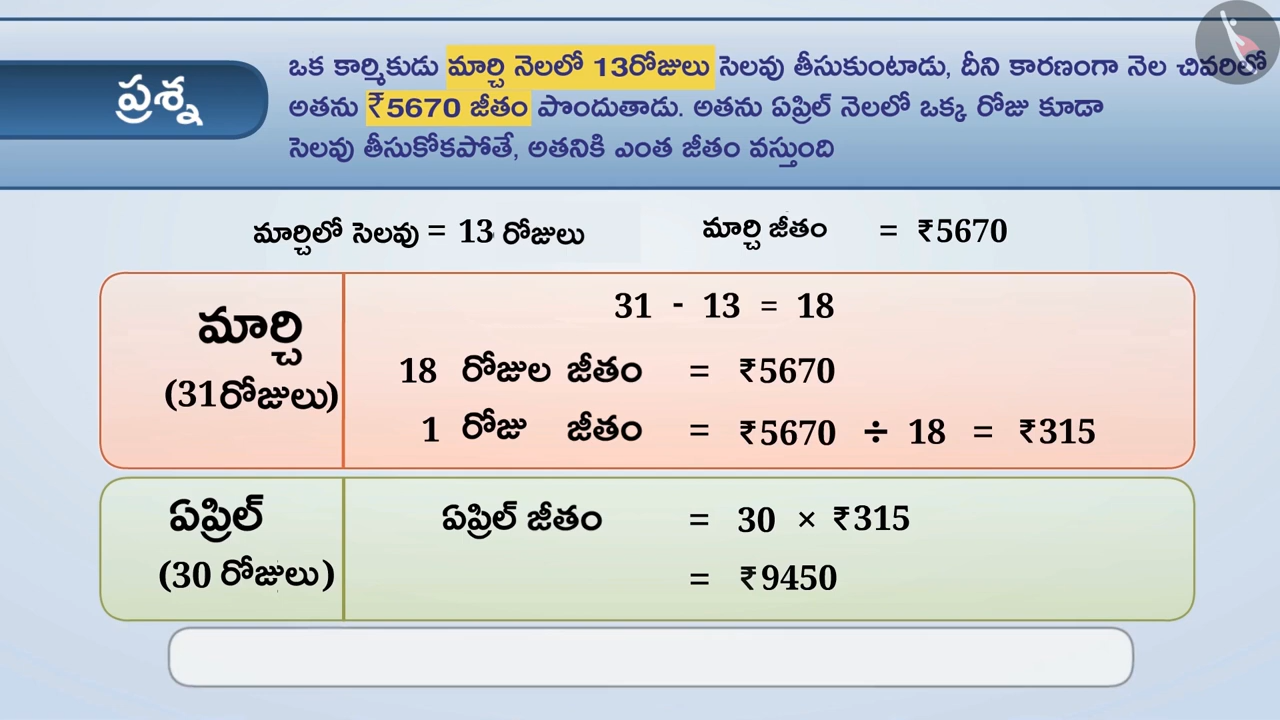 ప్రశ్న
ఒక కార్మికుడు మార్చి నెలలో 13రోజులు సెలవు తీసుకుంటాడు, దీని కారణంగా నెల చివరిలో
అతను ₹5670 జీతం పొందుతాడు. అతను ఏప్రిల్ నెలలో ఒక్క రోజు కూడా
సెలవు తీసుకోకపోతే, అతనికి ఎంత జీతం వస్తుంది
మార్చిలో సెలవు = 13 రోజులు మార్చి జీతం = ₹5670
మార్చి
(31రోజులు)
31 - 13 = 18
18 రోజుల జీతం = ₹5670
1 రోజు జీతం = ₹5670 ÷ 18 = ₹315
ఏప్రిల్
(30 రోజులు)
ఏప్రిల్ జీతం = 30 × ₹315
= ₹9450